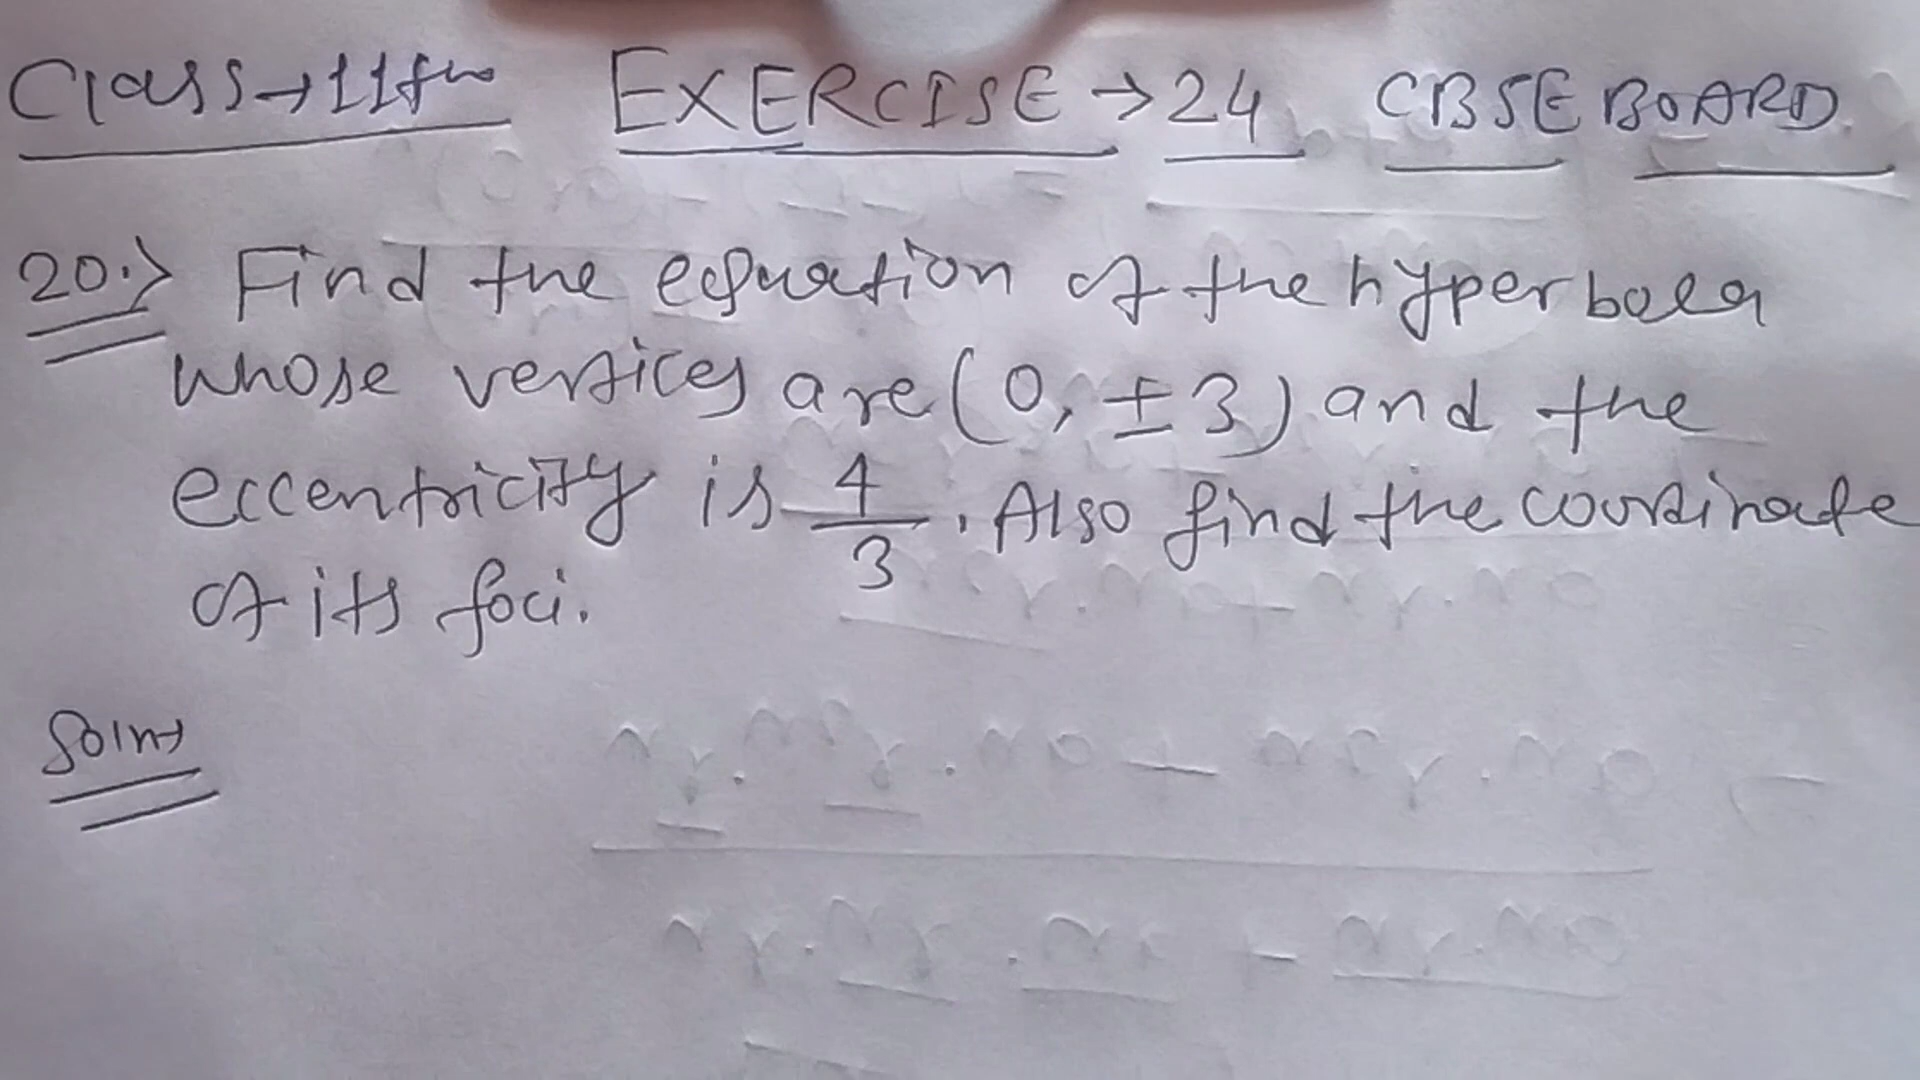 Class→11th EXERCISE→24 CBSE BOARD
20.> Find the equation of the hyperbola
whose vertices are (0, ±3) and the
eccentricity is 4/3. Also find the coordinate
of its foci.
Soln→